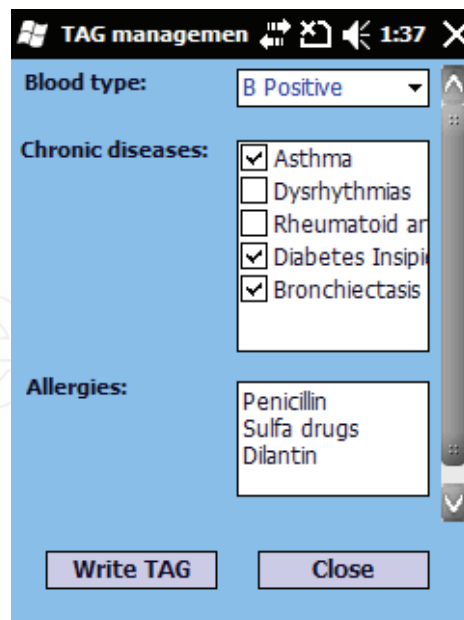 TAG managemen 1:37
Blood type: B Positive
Chronic diseases: Asthma
Dysrhythmias
Rheumatoid ar
Diabetes Insipi
Bronchiectasis
Allergies:
Penicillin
Sulfa drugs
Dilantin
Write TAG Close